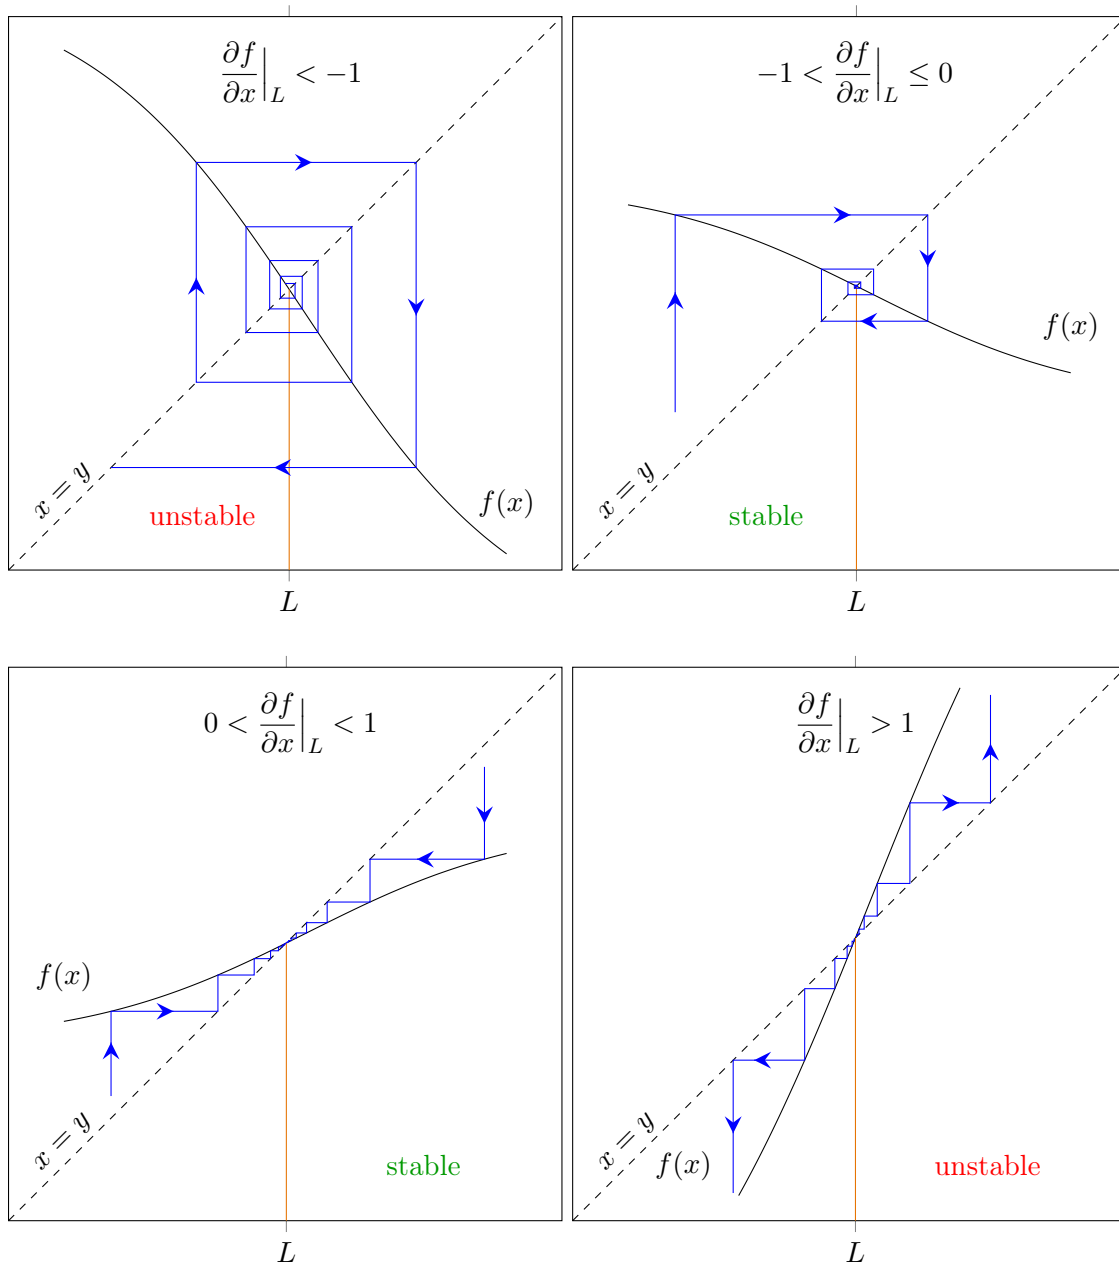 ∂f/∂x|_L < −1
x = y
unstable
f(x)
L
−1 < ∂f/∂x|_L ≤ 0
f(x)
x = y
stable
L
0 < ∂f/∂x|_L < 1
f(x)
x = y
stable
L
∂f/∂x|_L > 1
x = y
f(x)
unstable
L